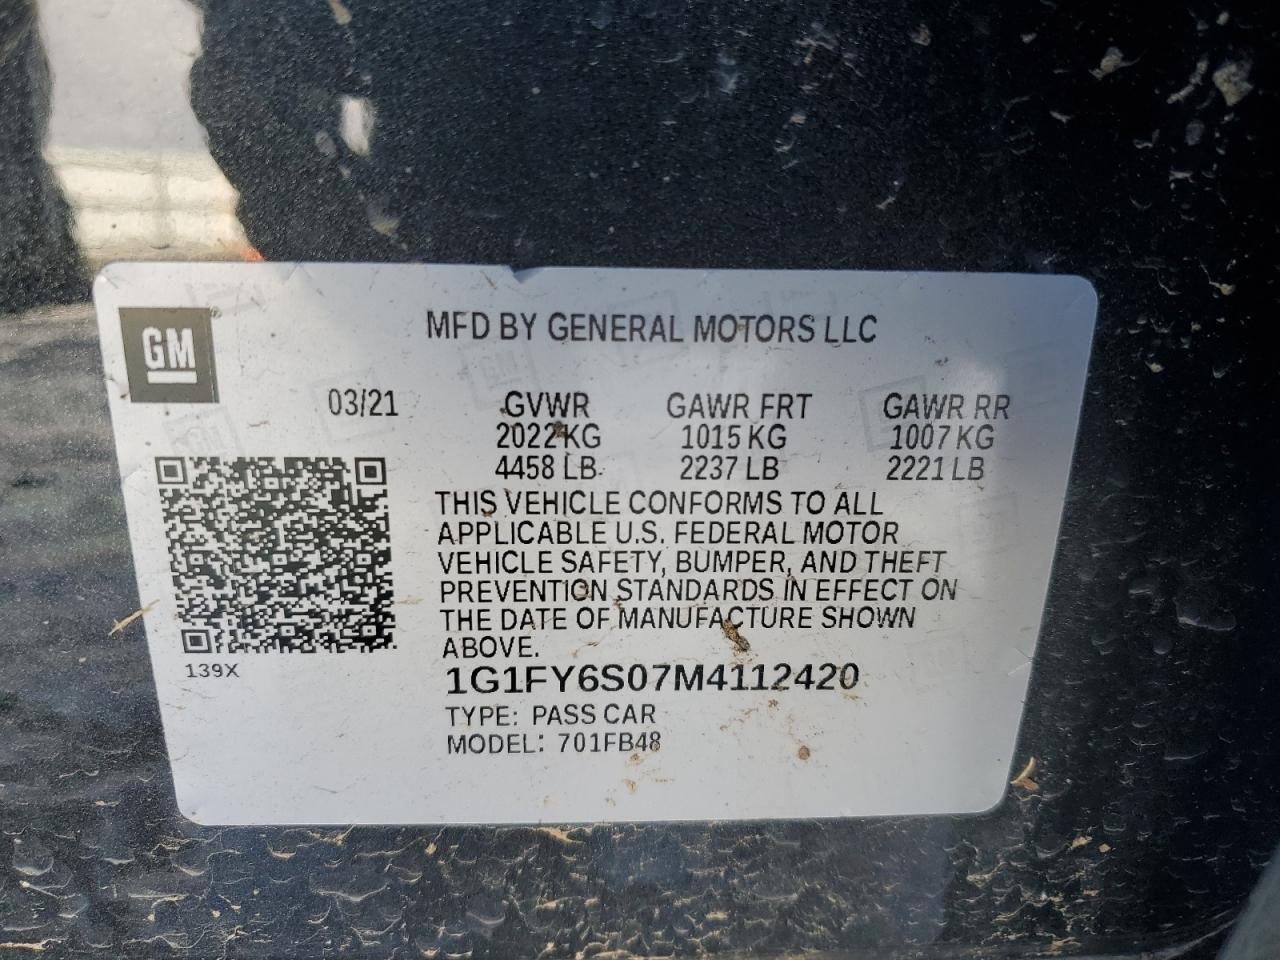 GM
MFD BY GENERAL MOTORS LLC
03/21 GVWR GAWR FRT GAWR RR
2022 KG 1015 KG 1007 KG
4458 LB 2237 LB 2221 LB
THIS VEHICLE CONFORMS TO ALL
APPLICABLE U.S. FEDERAL MOTOR
VEHICLE SAFETY, BUMPER, AND THEFT
PREVENTION STANDARDS IN EFFECT ON
THE DATE OF MANUFACTURE SHOWN
ABOVE.
139X
1G1FY6S07M4112420
TYPE: PASS CAR
MODEL: 701FB48